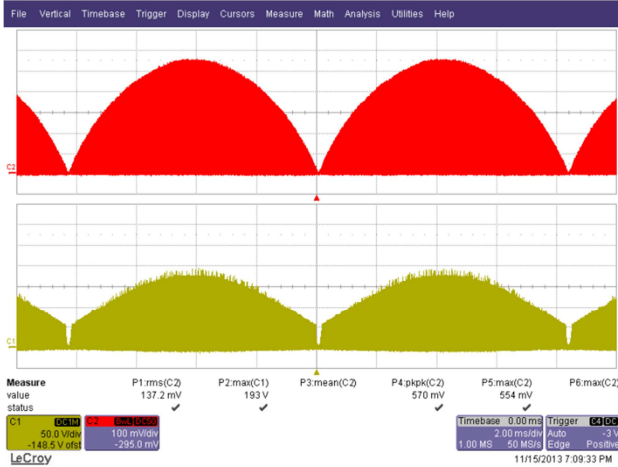 File Vertical Timebase Trigger Display Cursors Measure Math Analysis Utilities Help
C2
C1
Measure P1:rms(C2) P2:max(C1) P3:mean(C2) P4:pkpk(C2) P5:max(C2) P6:max(C2)
value 137.2 mV 193 V 570 mV 554 mV
status
C1 DC1M C2 BwL DC50 Timebase 0.00 ms Trigger C4 DC
50.0 V/div 100 mV/div 2.00 ms/div Auto -3 V
-148.5 V ofst -295.0 mV 1.00 MS 50 MS/s Edge Positive
LeCroy 11/15/2013 7:09:33 PM